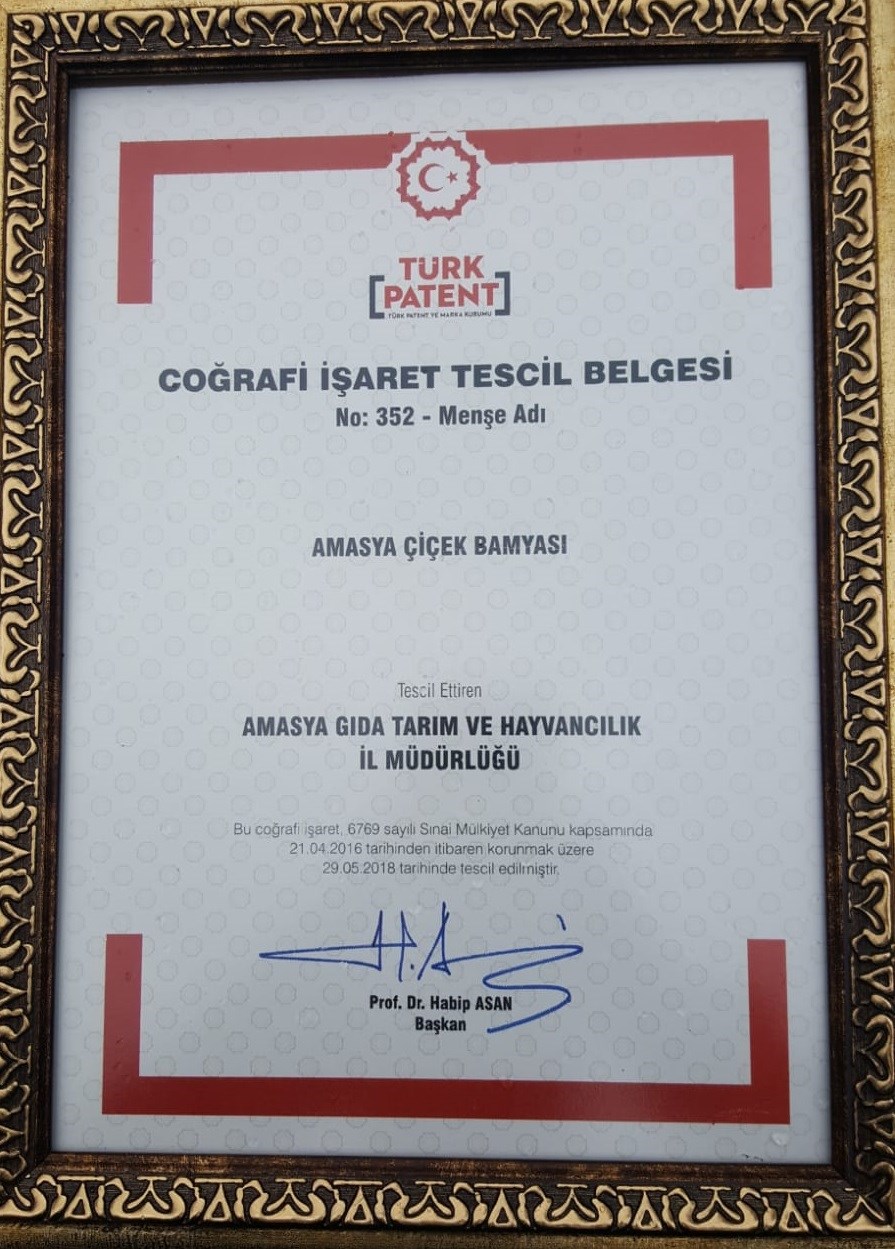 TÜRK
PATENT
TÜRK PATENT VE MARKA KURUMU
COĞRAFİ İŞARET TESCİL BELGESİ
No: 352 - Menşe Adı
AMASYA ÇİÇEK BAMYASI
Tescil Ettiren
AMASYA GIDA TARIM VE HAYVANCILIK
İL MÜDÜRLÜĞÜ
Bu coğrafi işaret, 6769 sayılı Sınai Mülkiyet Kanunu kapsamında
21.04.2016 tarihinden itibaren korunmak üzere
29.05.2018 tarihinde tescil edilmiştir.
Prof. Dr. Habip ASAN
Başkan